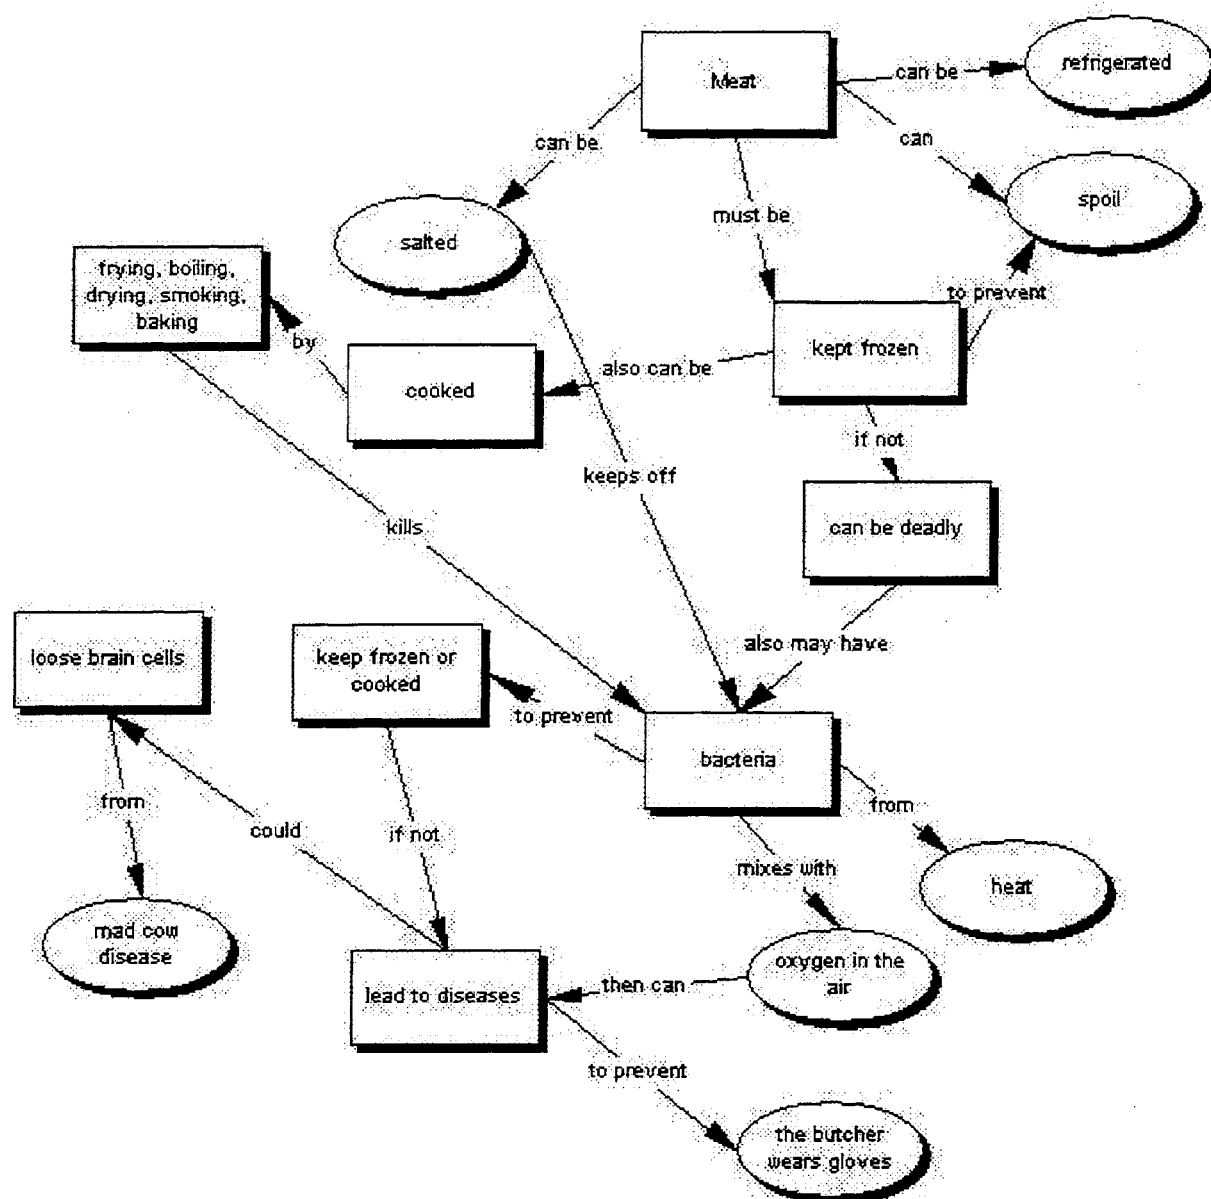 Meat
can be
refrigerated
can
spoil
can be
salted
must be
to prevent
frying, boiling,
drying, smoking,
baking
by
cooked
also can be
kept frozen
if not
keeps off
can be deadly
kills
also may have
loose brain cells
keep frozen or
cooked
to prevent
bacteria
from
from
could
if not
mixes with
heat
mad cow
disease
lead to diseases
then can
oxygen in the
air
to prevent
the butcher
wears gloves